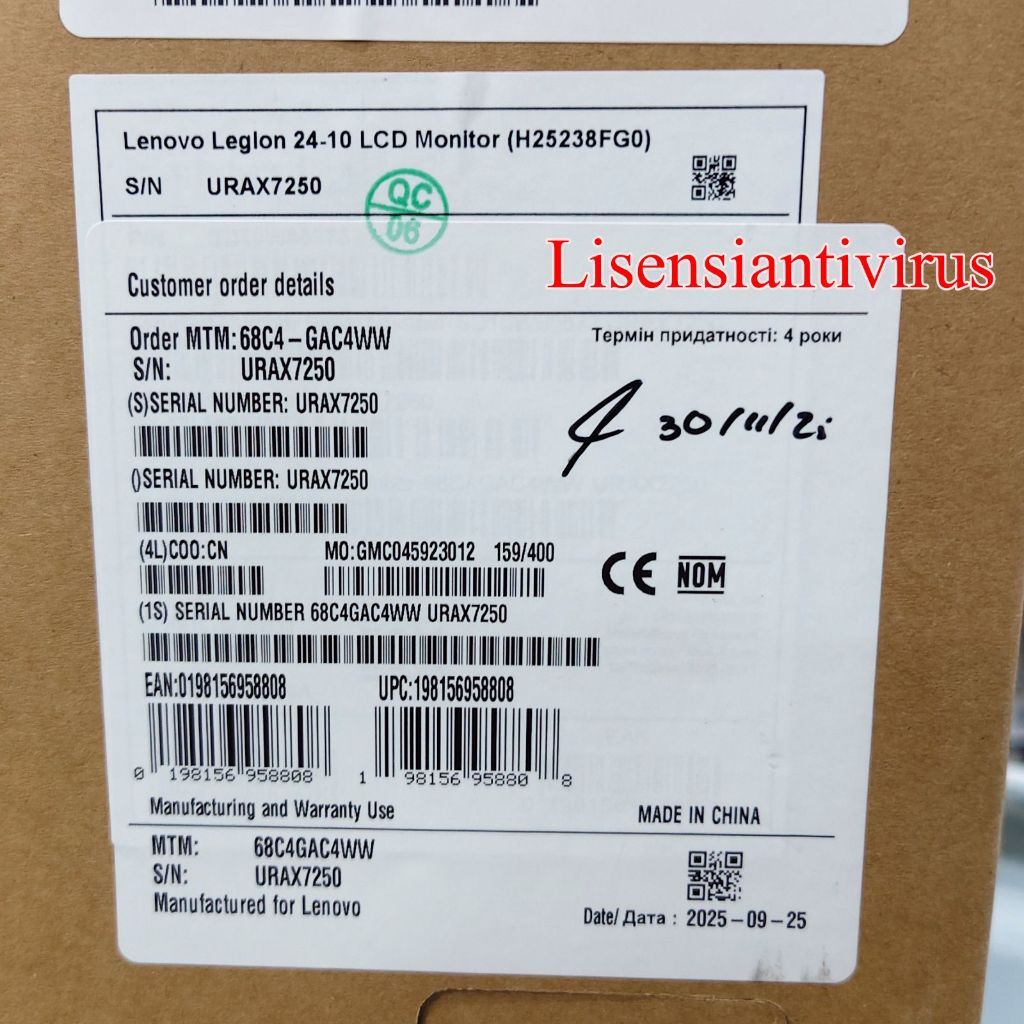 Lenovo Legion 24-10 LCD Monitor (H25238FG0)
S/N URAX7250
QC
06
Lisensiantivirus
Customer order details
Order MTM:68C4-GAC4WW
Термін придатності: 4 роки
S/N: URAX7250
(S)SERIAL NUMBER: URAX7250
30/11/2
()SERIAL NUMBER: URAX7250
(4L)COO:CN MO:GMC045923012 159/400
CE NOM
(1S) SERIAL NUMBER 68C4GAC4WW URAX7250
EAN:0198156958808 UPC:198156958808
0 198156 958808 1 98156 95880 8
Manufacturing and Warranty Use
MADE IN CHINA
MTM: 68C4GAC4WW
S/N: URAX7250
Manufactured for Lenovo
Date/Дата : 2025-09-25